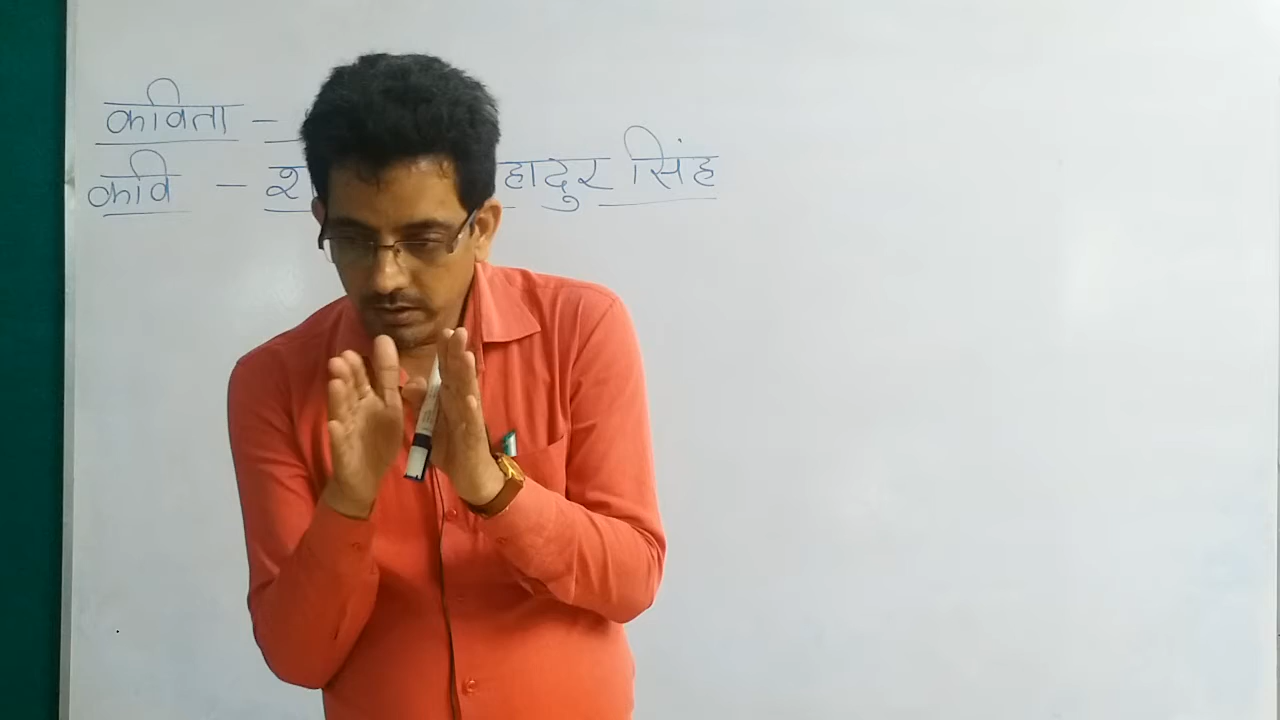 कविता –
कवि – हादुर सिंह